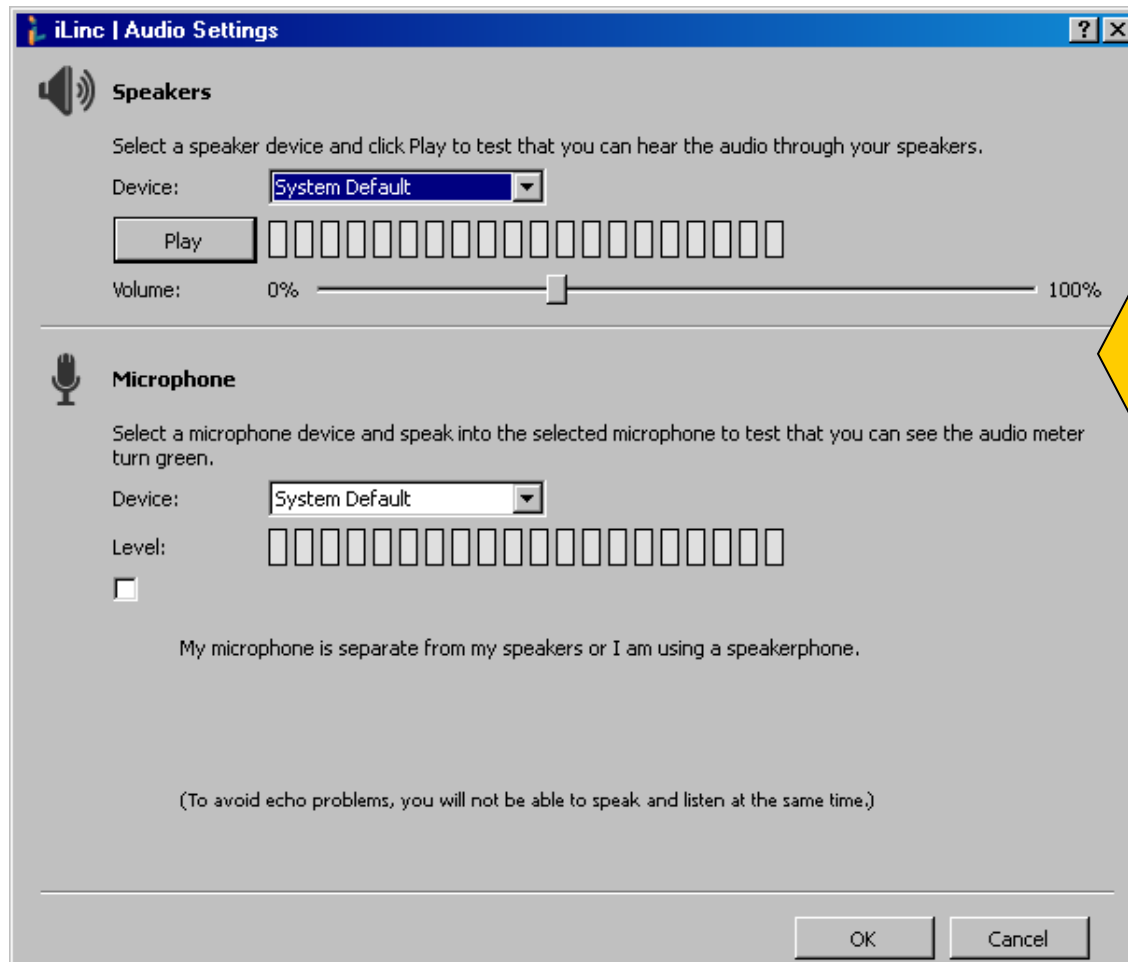 iLinc | Audio Settings
? X
Speakers
Select a speaker device and click Play to test that you can hear the audio through your speakers.
Device: System Default
Play
Volume: 0% 100%
Microphone
Select a microphone device and speak into the selected microphone to test that you can see the audio meter
turn green.
Device: System Default
Level:
My microphone is separate from my speakers or I am using a speakerphone.
(To avoid echo problems, you will not be able to speak and listen at the same time.)
OK Cancel